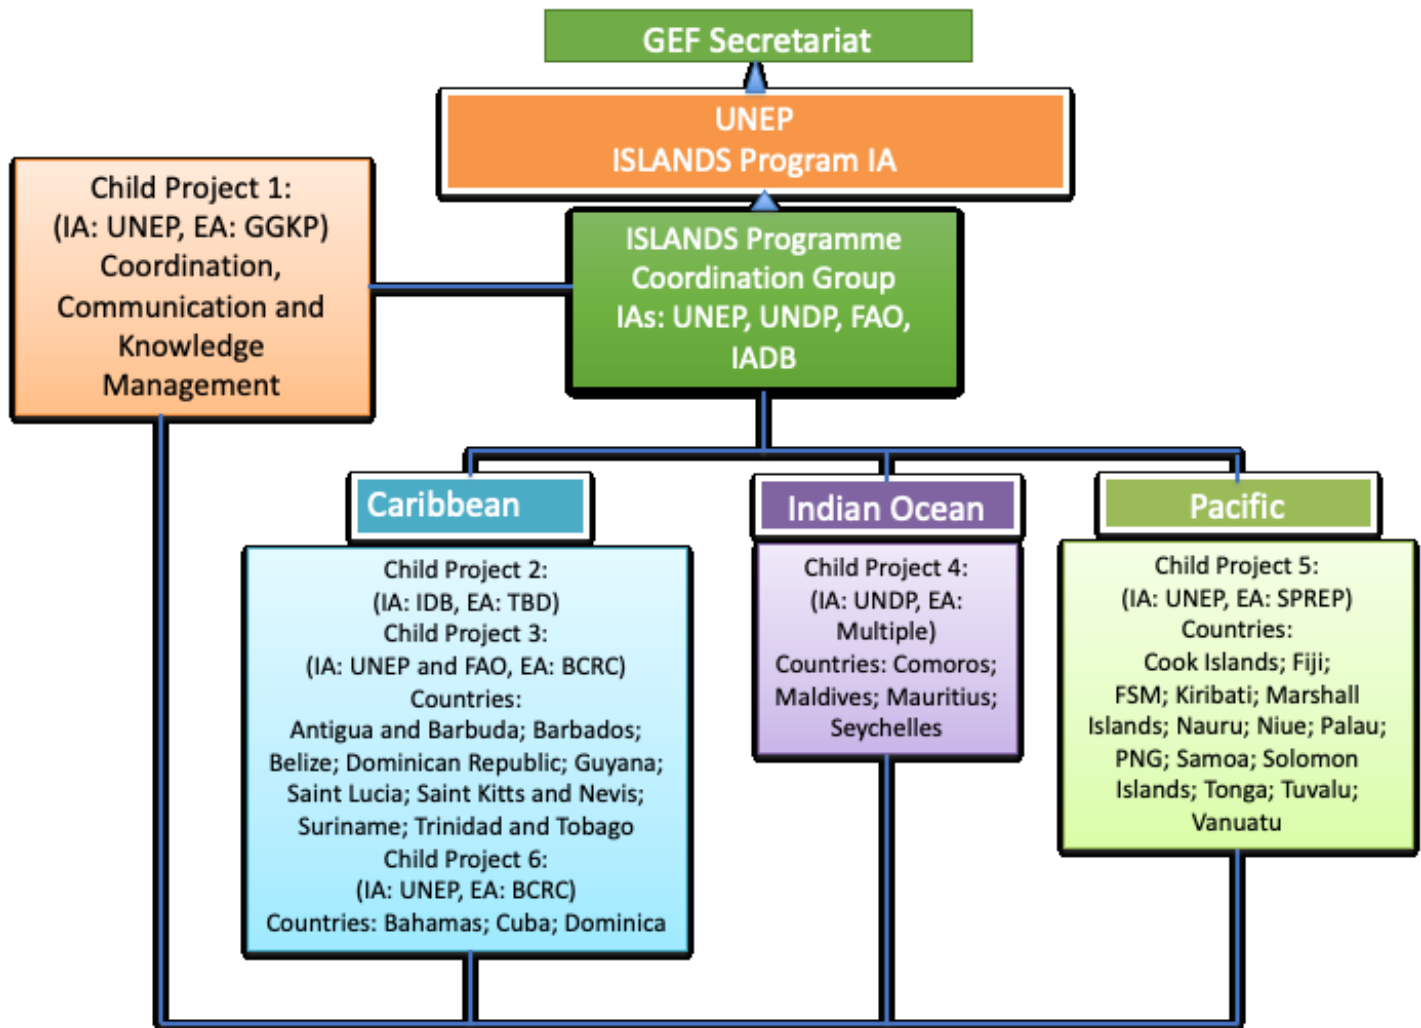 GEF Secretariat
UNEP
ISLANDS Program IA
Child Project 1:
(IA: UNEP, EA: GGKP)
Coordination,
Communication and
Knowledge
Management
ISLANDS Programme
Coordination Group
IAs: UNEP, UNDP, FAO,
IADB
Caribbean
Child Project 2:
(IA: IDB, EA: TBD)
Child Project 3:
(IA: UNEP and FAO, EA: BCRC)
Countries:
Antigua and Barbuda; Barbados;
Belize; Dominican Republic; Guyana;
Saint Lucia; Saint Kitts and Nevis;
Suriname; Trinidad and Tobago
Child Project 6:
(IA: UNEP, EA: BCRC)
Countries: Bahamas; Cuba; Dominica
Indian Ocean
Child Project 4:
(IA: UNDP, EA:
Multiple)
Countries: Comoros;
Maldives; Mauritius;
Seychelles
Pacific
Child Project 5:
(IA: UNEP, EA: SPREP)
Countries:
Cook Islands; Fiji;
FSM; Kiribati; Marshall
Islands; Nauru; Niue; Palau;
PNG; Samoa; Solomon
Islands; Tonga; Tuvalu;
Vanuatu